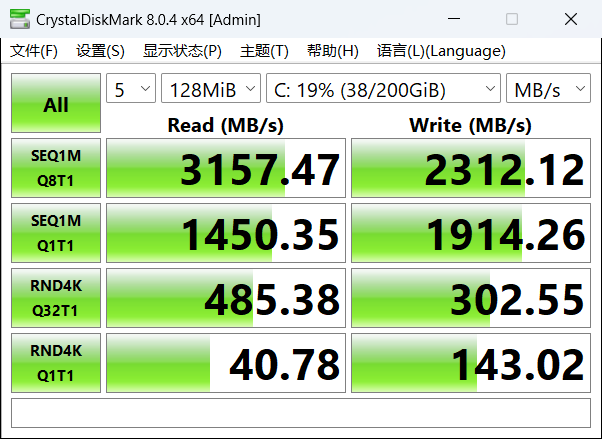 CrystalDiskMark 8.0.4 x64 [Admin]
文件(F) 设置(S) 显示状态(P) 主题(T) 帮助(H) 语言(L)(Language)
All 5 128MiB C: 19% (38/200GiB) MB/s
Read (MB/s) Write (MB/s)
SEQ1M
Q8T1
3157.47 2312.12
SEQ1M
Q1T1
1450.35 1914.26
RND4K
Q32T1
485.38 302.55
RND4K
Q1T1
40.78 143.02